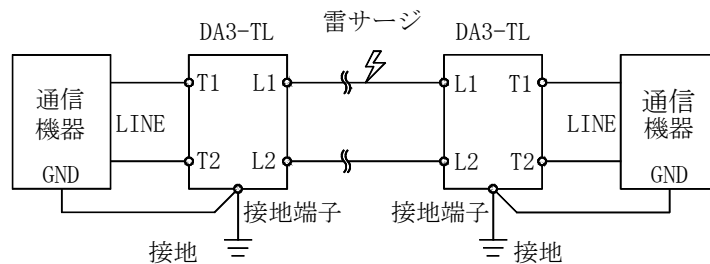 雷サージ
DA3-TL
DA3-TL
通信
機器
LINE
GND
T1
L1
T2
L2
接地端子
接地
L1
T1
L2
T2
接地端子
接地
LINE
通信
機器
GND